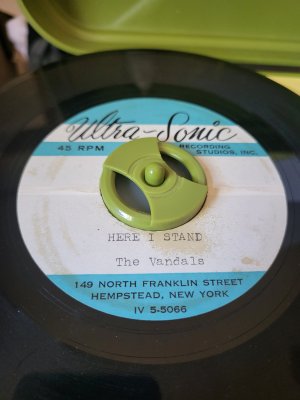 Ultra-Sonic
45 RPM
RECORDING
STUDIOS, INC.
HERE I STAND
The Vandals
149 NORTH FRANKLIN STREET
HEMPSTEAD, NEW YORK
IV 5-5066